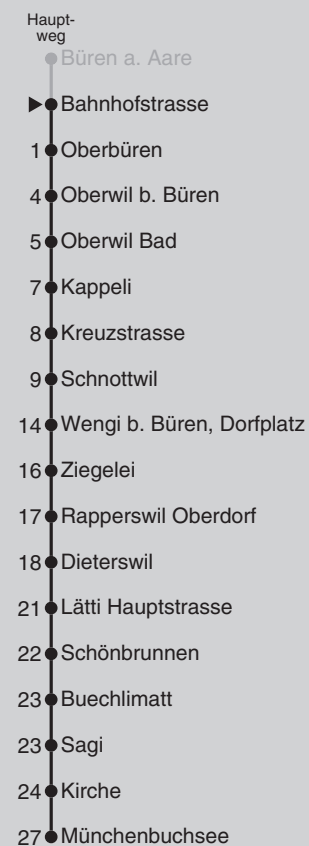 Haupt-
weg
Büren a. Aare
Bahnhofstrasse
1 Oberbüren
4 Oberwil b. Büren
5 Oberwil Bad
7 Kappeli
8 Kreuzstrasse
9 Schnottwil
14 Wengi b. Büren, Dorfplatz
16 Ziegelei
17 Rapperswil Oberdorf
18 Dieterswil
21 Lätti Hauptstrasse
22 Schönbrunnen
23 Buechlimatt
23 Sagi
24 Kirche
27 Münchenbuchsee